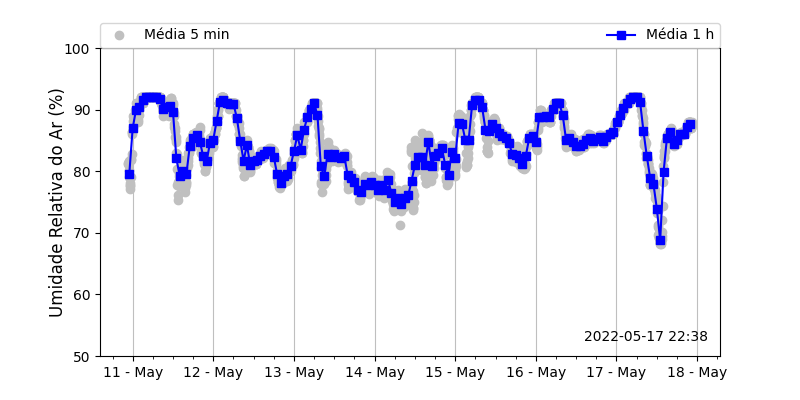 Média 5 min
Média 1 h
100
90
80
70
60
50
Umidade Relativa do Ar (%)
2022-05-17 22:38
11 - May
12 - May
13 - May
14 - May
15 - May
16 - May
17 - May
18 - May